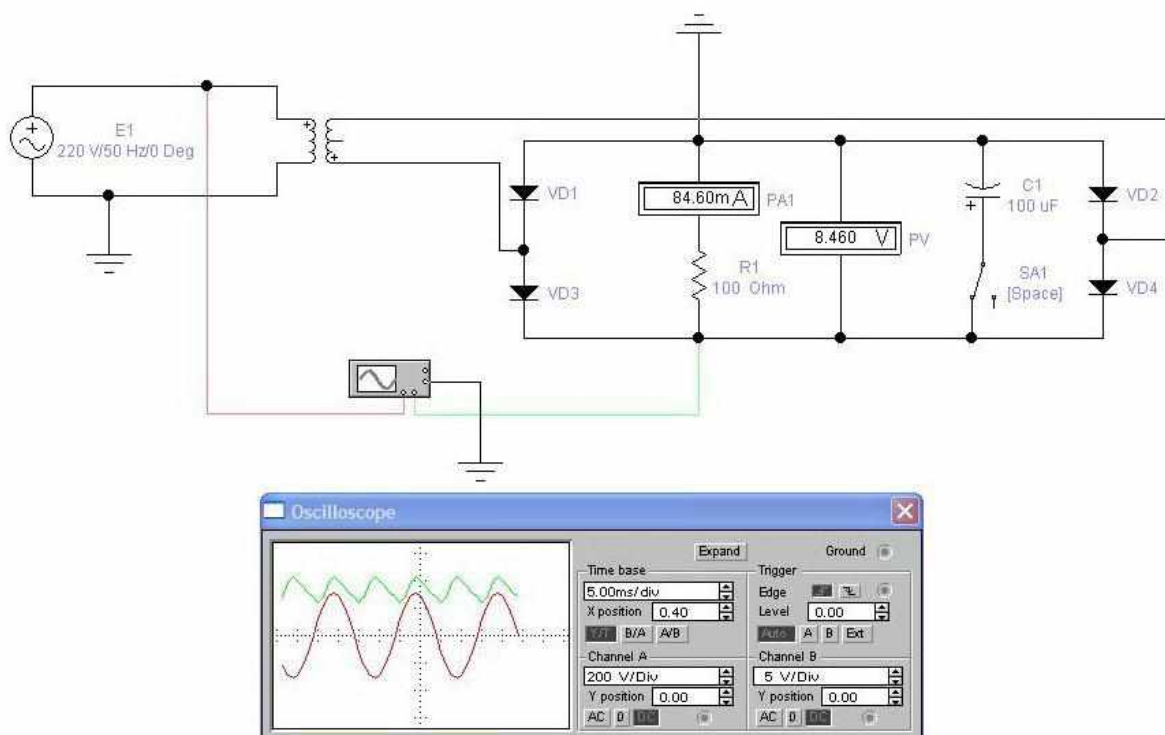 E1
220 V/50 Hz/0 Deg
VD1
84.60mA
PA1
C1
100 uF
VD2
8.460 V
PV
R1
100 Ohm
VD3
SA1
[Space]
VD4
Oscilloscope
Expand
Ground
Time base
Trigger
5.00ms/div
Edge
X position 0.40
Level 0.00
Y/T B/A A/B
Auto A B Ext
Channel A
Channel B
200 V/Div
5 V/Div
Y position 0.00
Y position 0.00
AC 0 DC
AC 0 DC